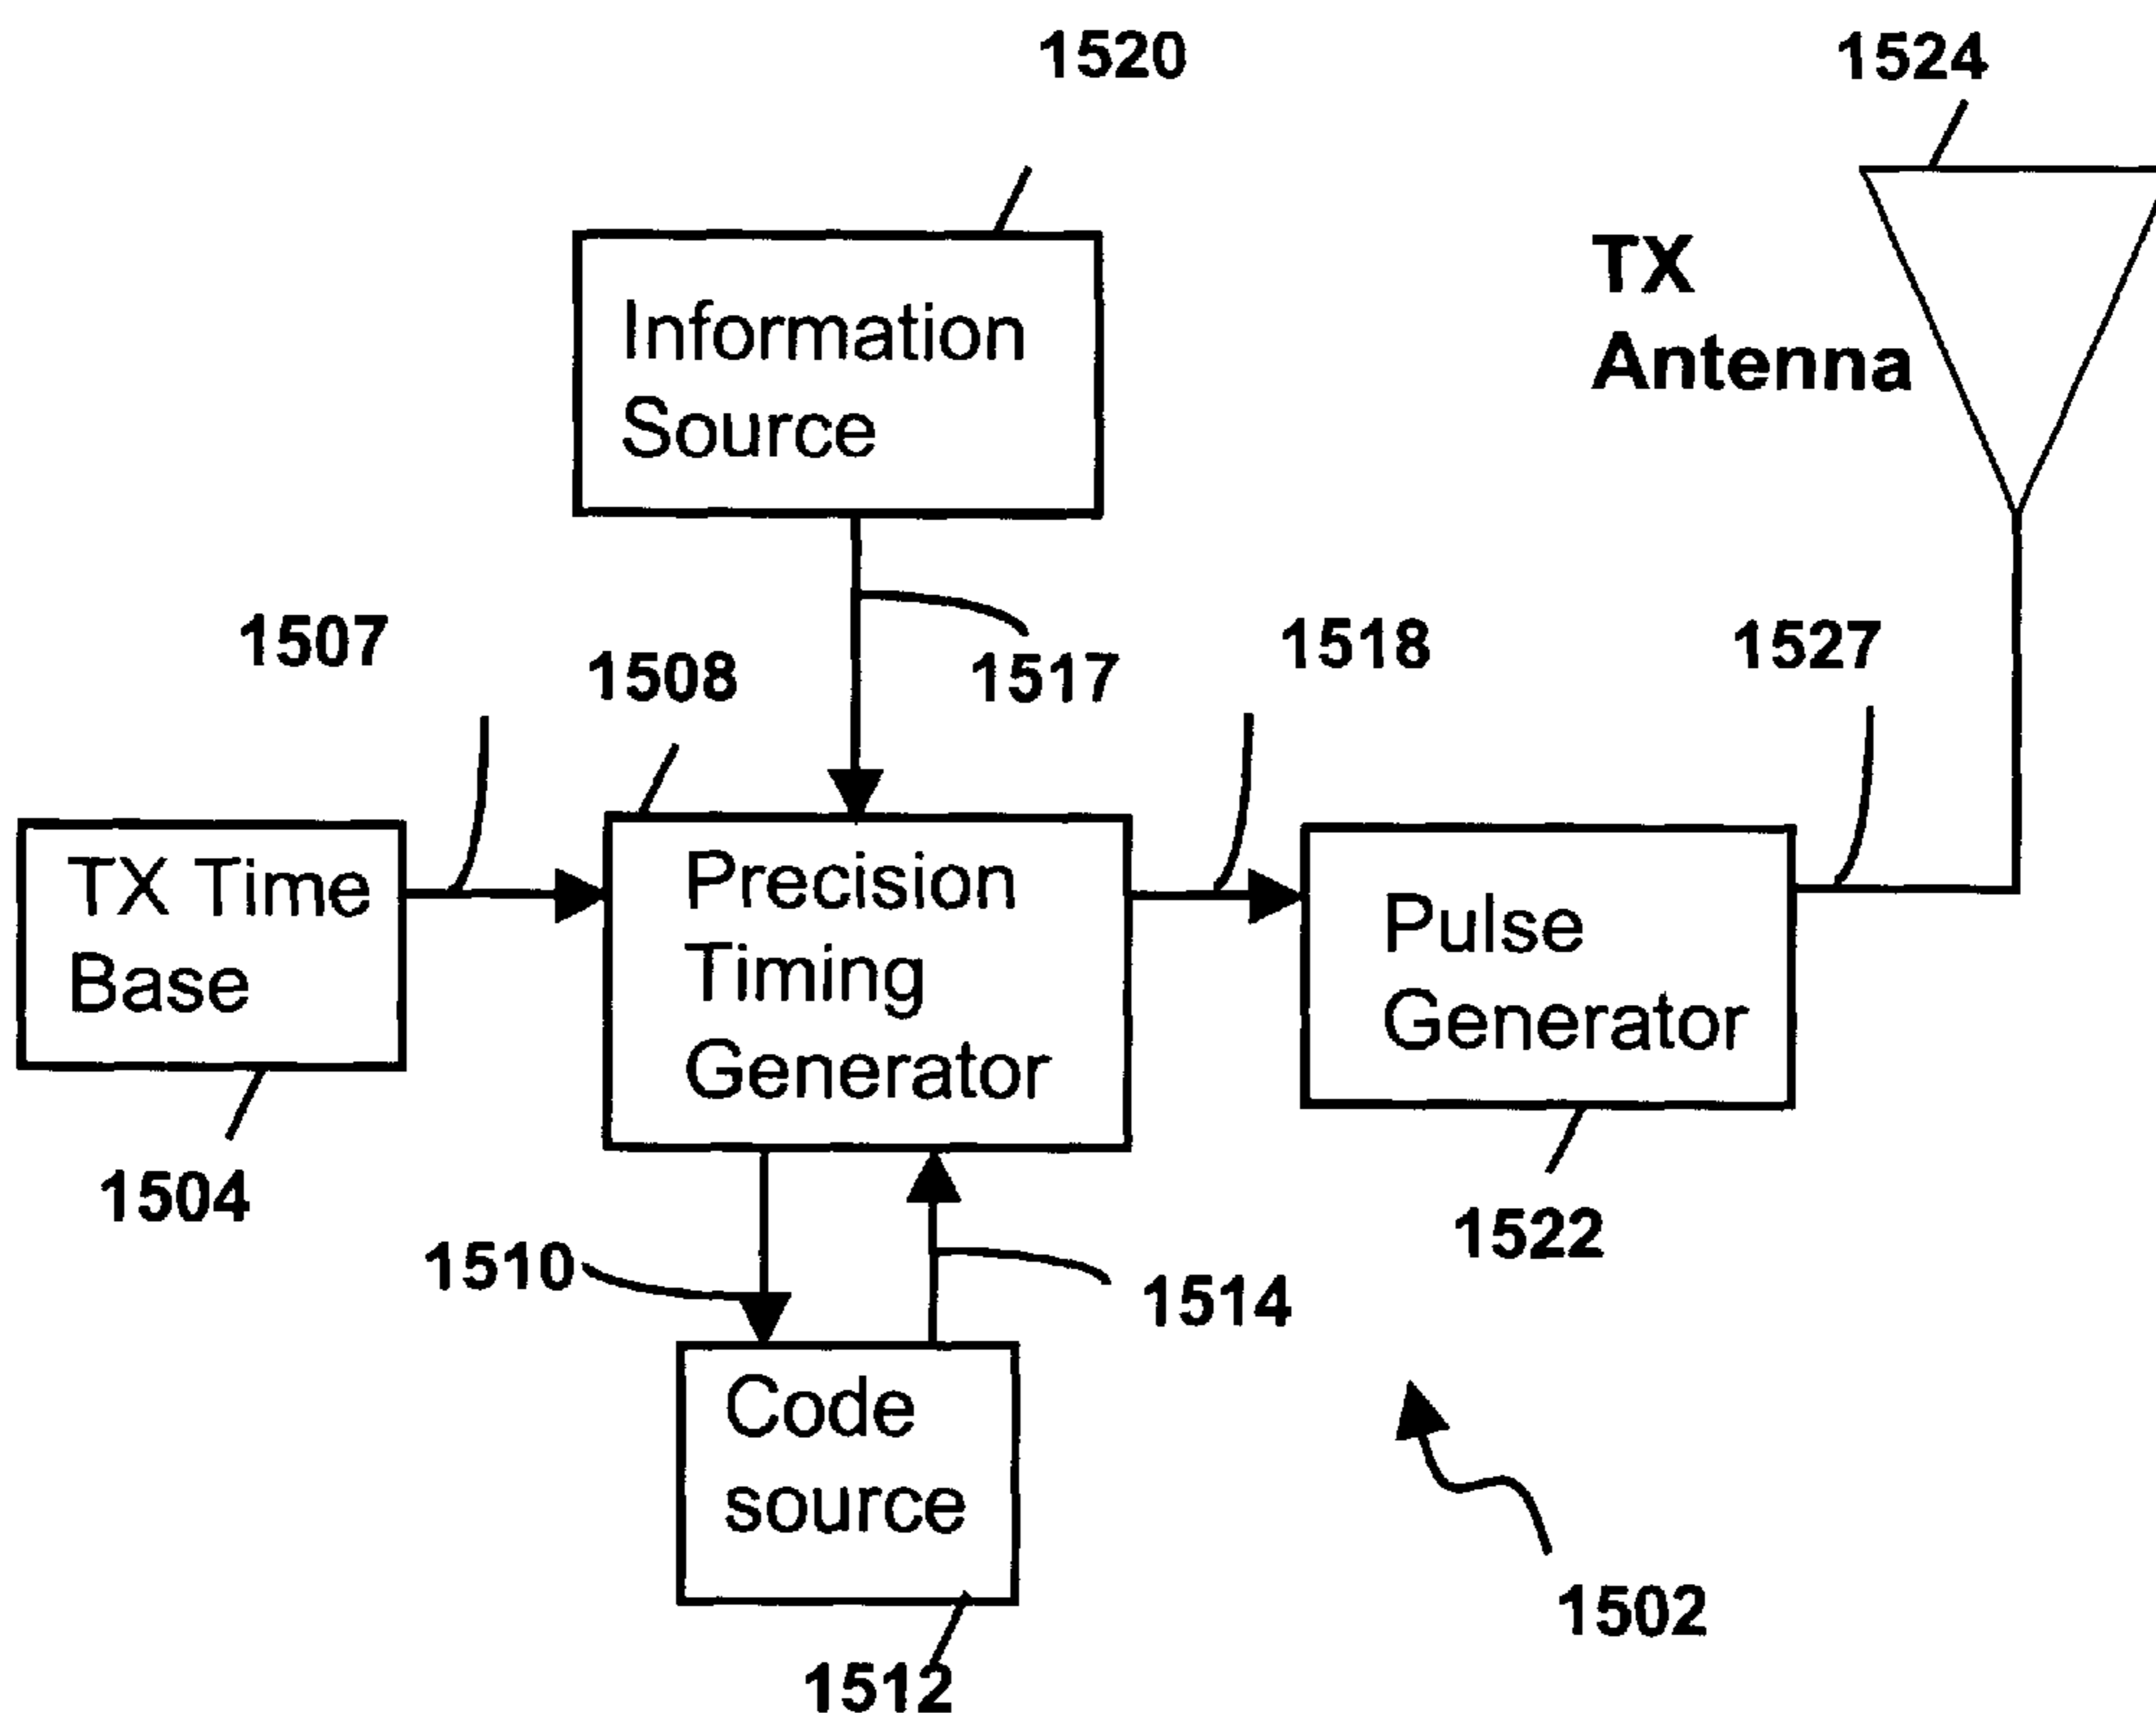 1520
1524
Information
Source
TX
Antenna
1507
1508
1517
1518
1527
TX Time
Base
Precision
Timing
Generator
Pulse
Generator
1504
1510
1514
1522
Code
source
1502
1512